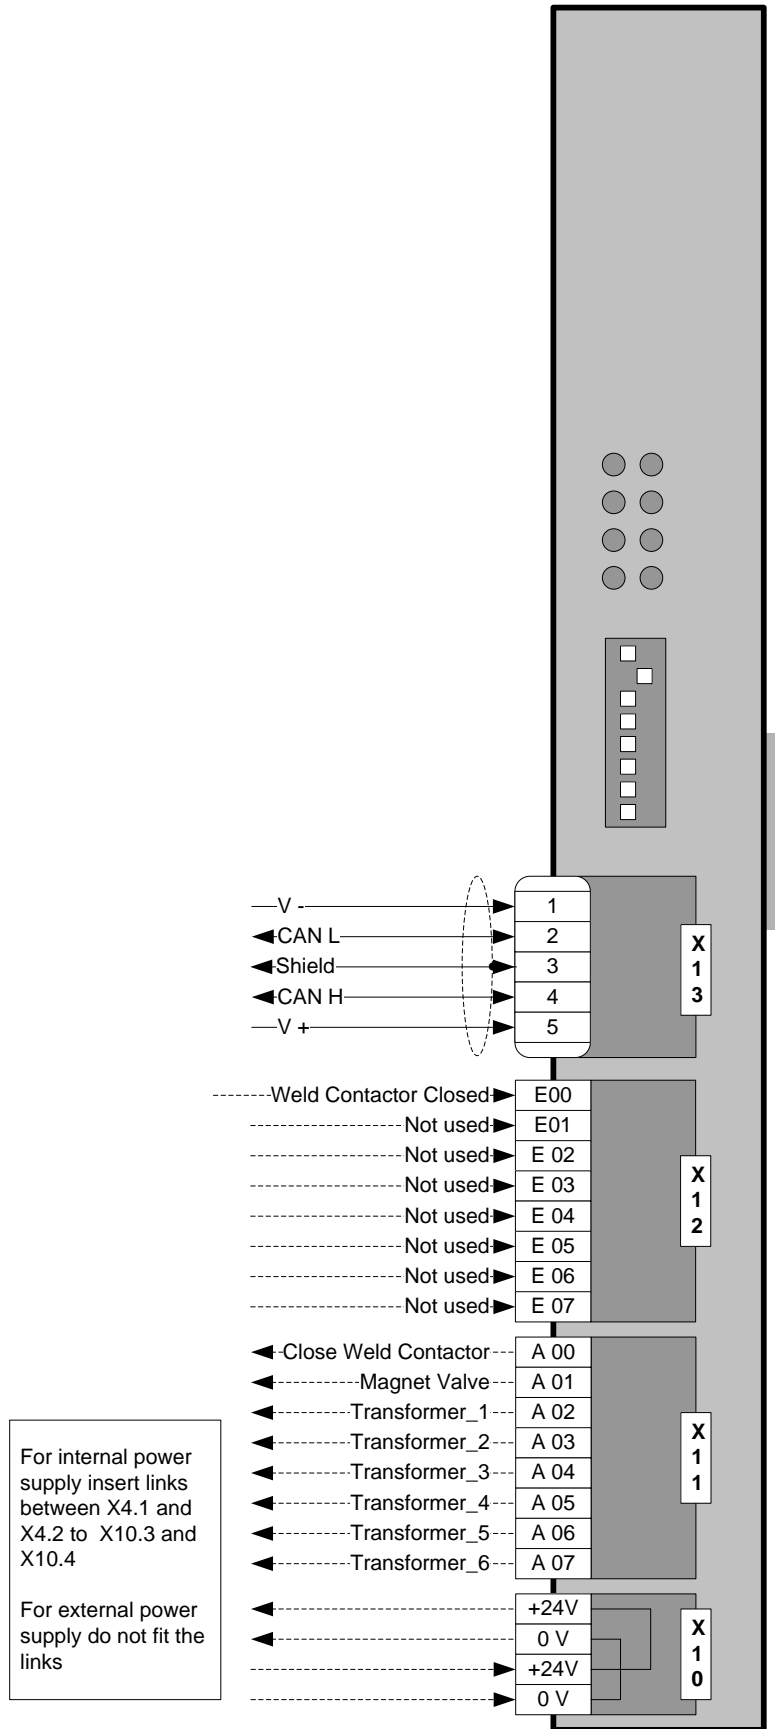 V -
1
CAN L
2
Shield
3
CAN H
4
V +
5
X
1
3
Weld Contactor Closed
E00
Not used
E01
Not used
E 02
Not used
E 03
Not used
E 04
Not used
E 05
Not used
E 06
Not used
E 07
X
1
2
Close Weld Contactor
A 00
Magnet Valve
A 01
Transformer_1
A 02
Transformer_2
A 03
Transformer_3
A 04
Transformer_4
A 05
Transformer_5
A 06
Transformer_6
A 07
X
1
1
For internal power
supply insert links
between X4.1 and
X4.2 to  X10.3 and
X10.4
For external power
supply do not fit the
links
+24V
0 V
+24V
0 V
X
1
0